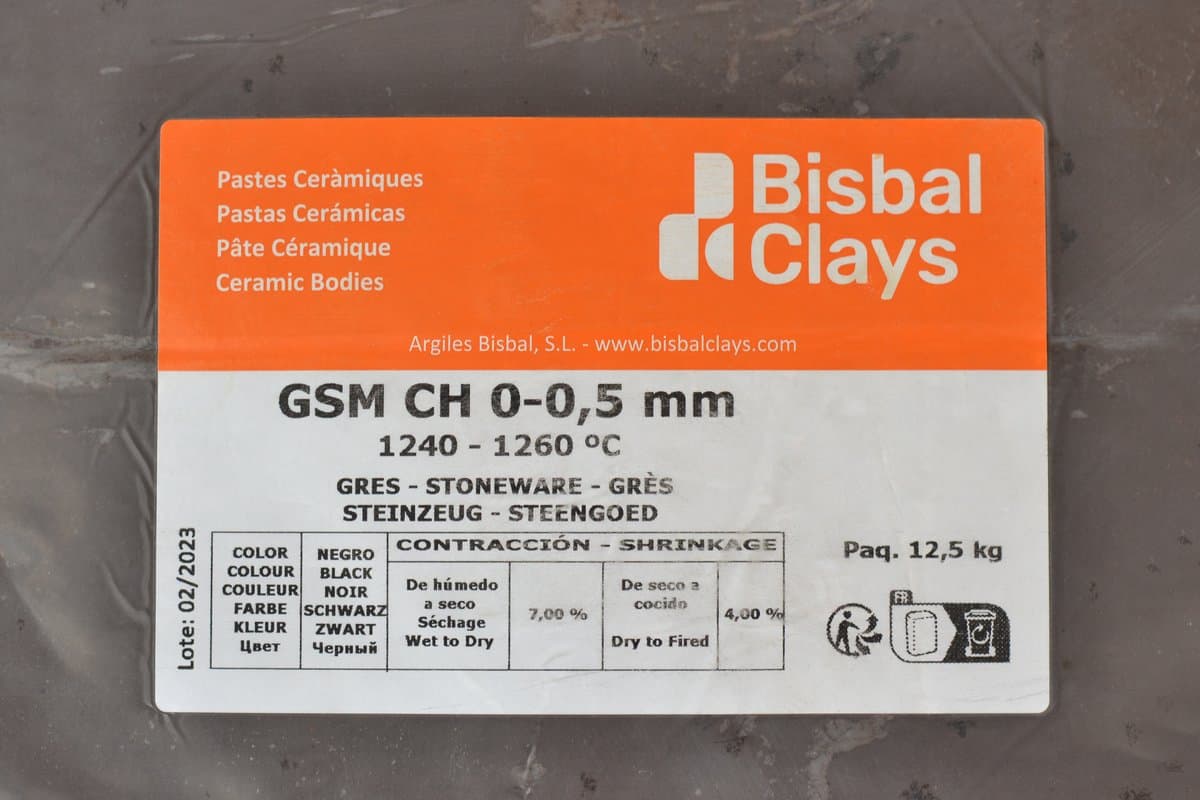 Pastes Ceràmiques
Pastas Cerámicas
Pâte Céramique
Ceramic Bodies
Bisbal
Clays
Argiles Bisbal, S.L. - www.bisbalclays.com
GSM CH 0-0,5 mm
1240 - 1260 ºC
GRES - STONEWARE - GRÈS
STEINZEUG - STEENGOED
Lote: 02/2023
COLOR
COLOUR
COULEUR
FARBE
KLEUR
Цвет
NEGRO
BLACK
NOIR
SCHWARZ
ZWART
Черный
CONTRACCIÓN - SHRINKAGE
De húmedo
a seco
Séchage
Wet to Dry
7,00 %
De seco a
cocido
Dry to Fired
4,00 %
Paq. 12,5 kg